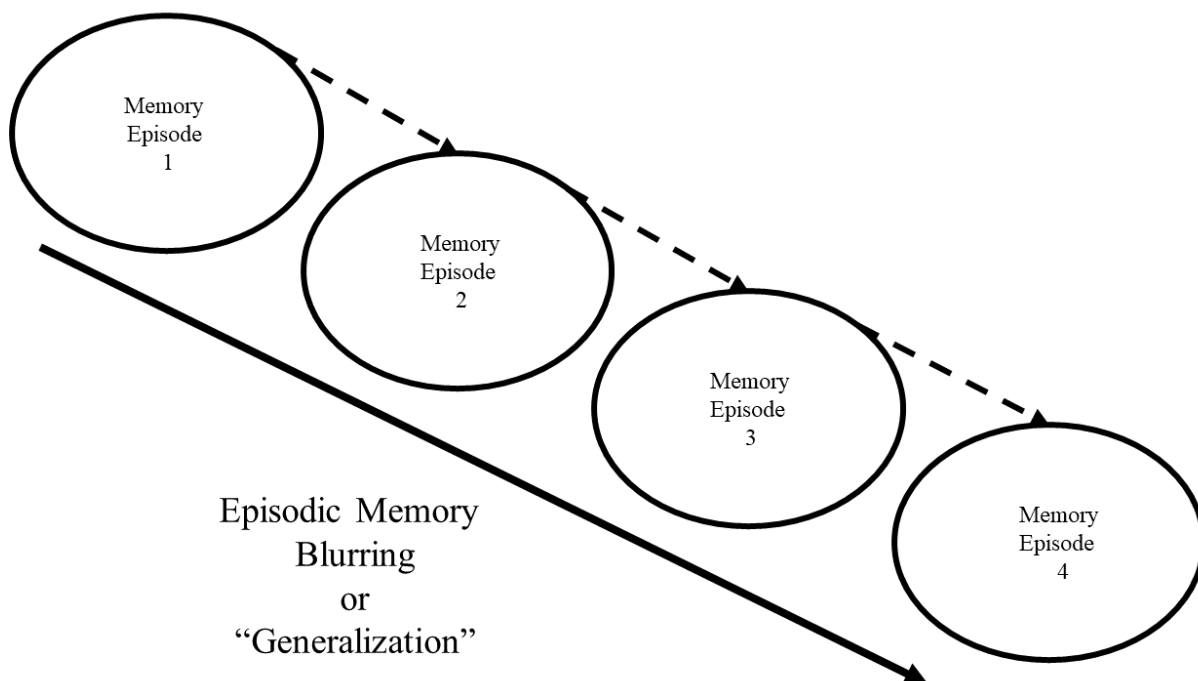 Memory
Episode
1
Memory
Episode
2
Memory
Episode
3
Memory
Episode
4
Episodic Memory
Blurring
or
“Generalization”